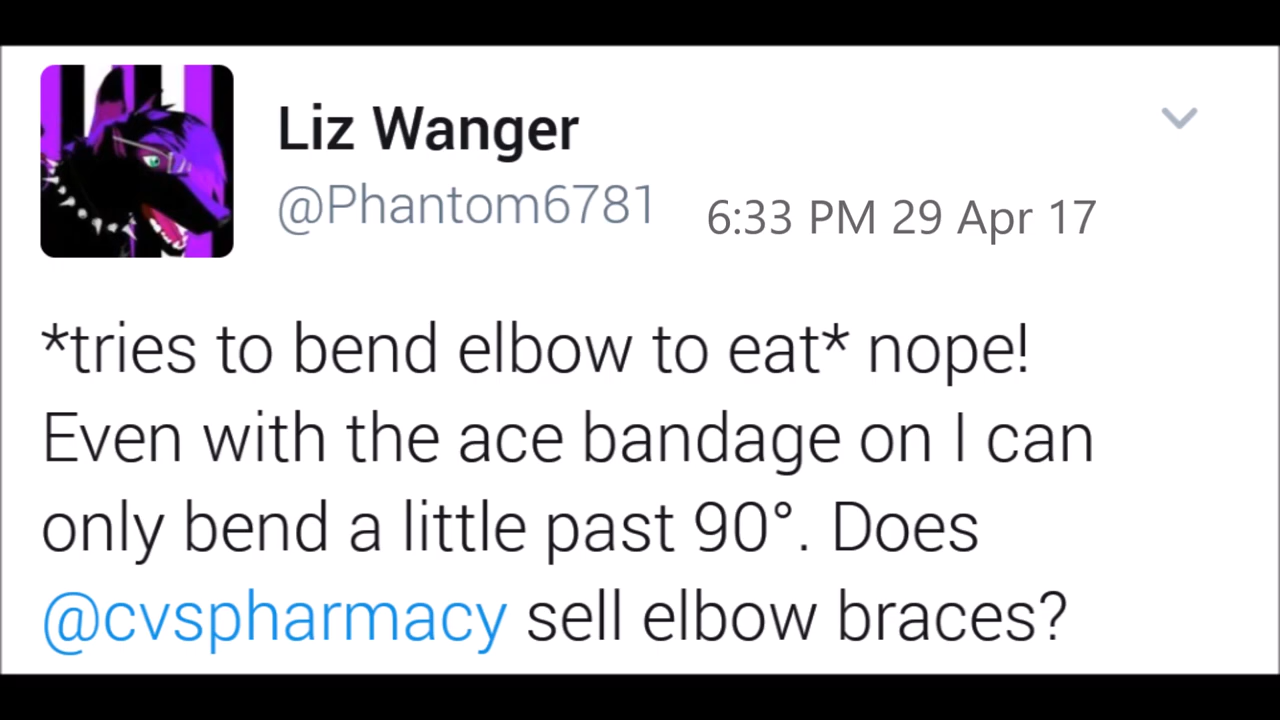 Liz Wanger
@Phantom6781 6:33 PM 29 Apr 17
*tries to bend elbow to eat* nope!
Even with the ace bandage on I can
only bend a little past 90°. Does
@cvspharmacy sell elbow braces?